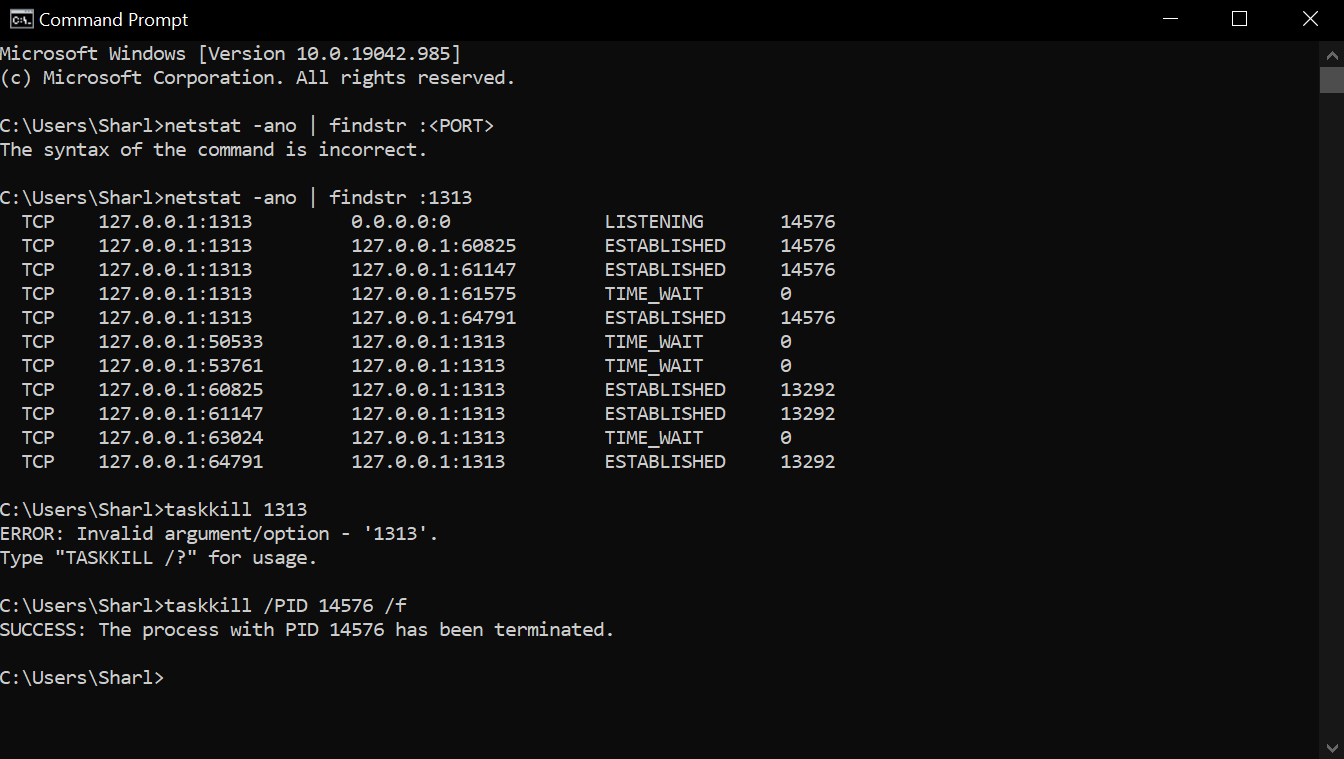 Command Prompt
Microsoft Windows [Version 10.0.19042.985]
(c) Microsoft Corporation. All rights reserved.
C:\Users\Sharl>netstat -ano | findstr :<PORT>
The syntax of the command is incorrect.
C:\Users\Sharl>netstat -ano | findstr :1313
  TCP    127.0.0.1:1313         0.0.0.0:0              LISTENING       14576
  TCP    127.0.0.1:1313         127.0.0.1:60825        ESTABLISHED     14576
  TCP    127.0.0.1:1313         127.0.0.1:61147        ESTABLISHED     14576
  TCP    127.0.0.1:1313         127.0.0.1:61575        TIME_WAIT       0
  TCP    127.0.0.1:1313         127.0.0.1:64791        ESTABLISHED     14576
  TCP    127.0.0.1:50533        127.0.0.1:1313         TIME_WAIT       0
  TCP    127.0.0.1:53761        127.0.0.1:1313         TIME_WAIT       0
  TCP    127.0.0.1:60825        127.0.0.1:1313         ESTABLISHED     13292
  TCP    127.0.0.1:61147        127.0.0.1:1313         ESTABLISHED     13292
  TCP    127.0.0.1:63024        127.0.0.1:1313         TIME_WAIT       0
  TCP    127.0.0.1:64791        127.0.0.1:1313         ESTABLISHED     13292
C:\Users\Sharl>taskkill 1313
ERROR: Invalid argument/option - '1313'.
Type "TASKKILL /?" for usage.
C:\Users\Sharl>taskkill /PID 14576 /f
SUCCESS: The process with PID 14576 has been terminated.
C:\Users\Sharl>